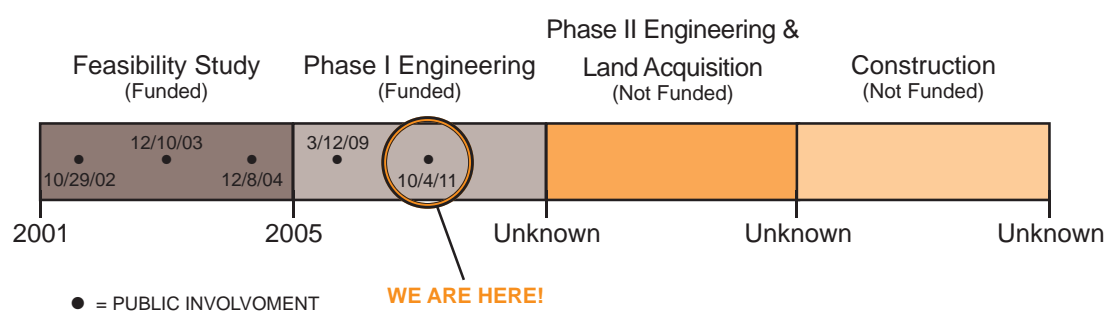 Feasibility Study
(Funded)
Phase I Engineering
(Funded)
Phase II Engineering &
Land Acquisition
(Not Funded)
Construction
(Not Funded)
10/29/02
12/10/03
12/8/04
3/12/09
10/4/11
2001
2005
Unknown
Unknown
Unknown
WE ARE HERE!
● = PUBLIC INVOLVOMENT